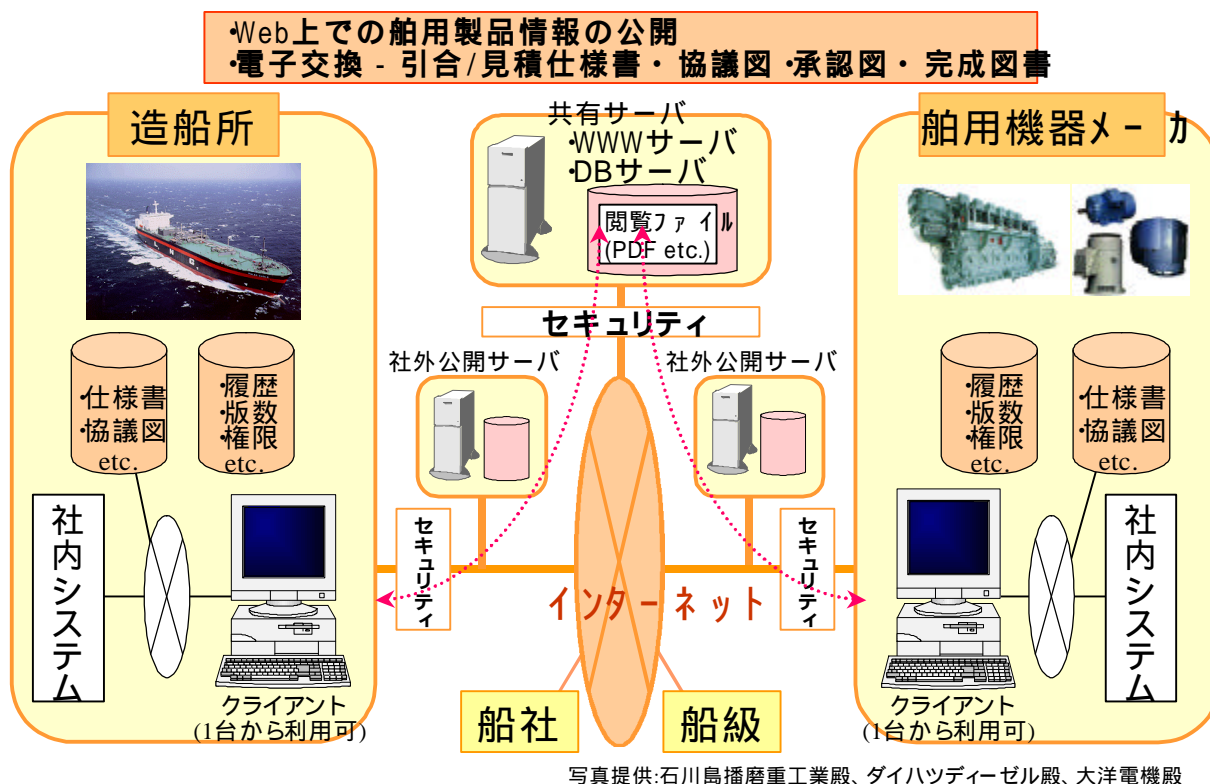 ・Web上での舶用製品情報の公開
・電子交換 - 引合/見積仕様書・協議図・承認図・完成図書
造船所
共有サーバ
・WWWサーバ
・DBサーバ
閲覧ファイル
(PDF etc.)
舶用機器メーカ
LNG
セキュリティ
社外公開サーバ
社外公開サーバ
・仕様書
・協議図
etc.
・履歴
・版数
・権限
etc.
・履歴
・版数
・権限
etc.
・仕様書
・協議図
etc.
社内システム
セキュリティ
インターネット
セキュリティ
社内システム
クライアント
(1台から利用可)
船社
船級
クライアント
(1台から利用可)
写真提供:石川島播磨重工業殿、ダイハツディーゼル殿、大洋電機殿